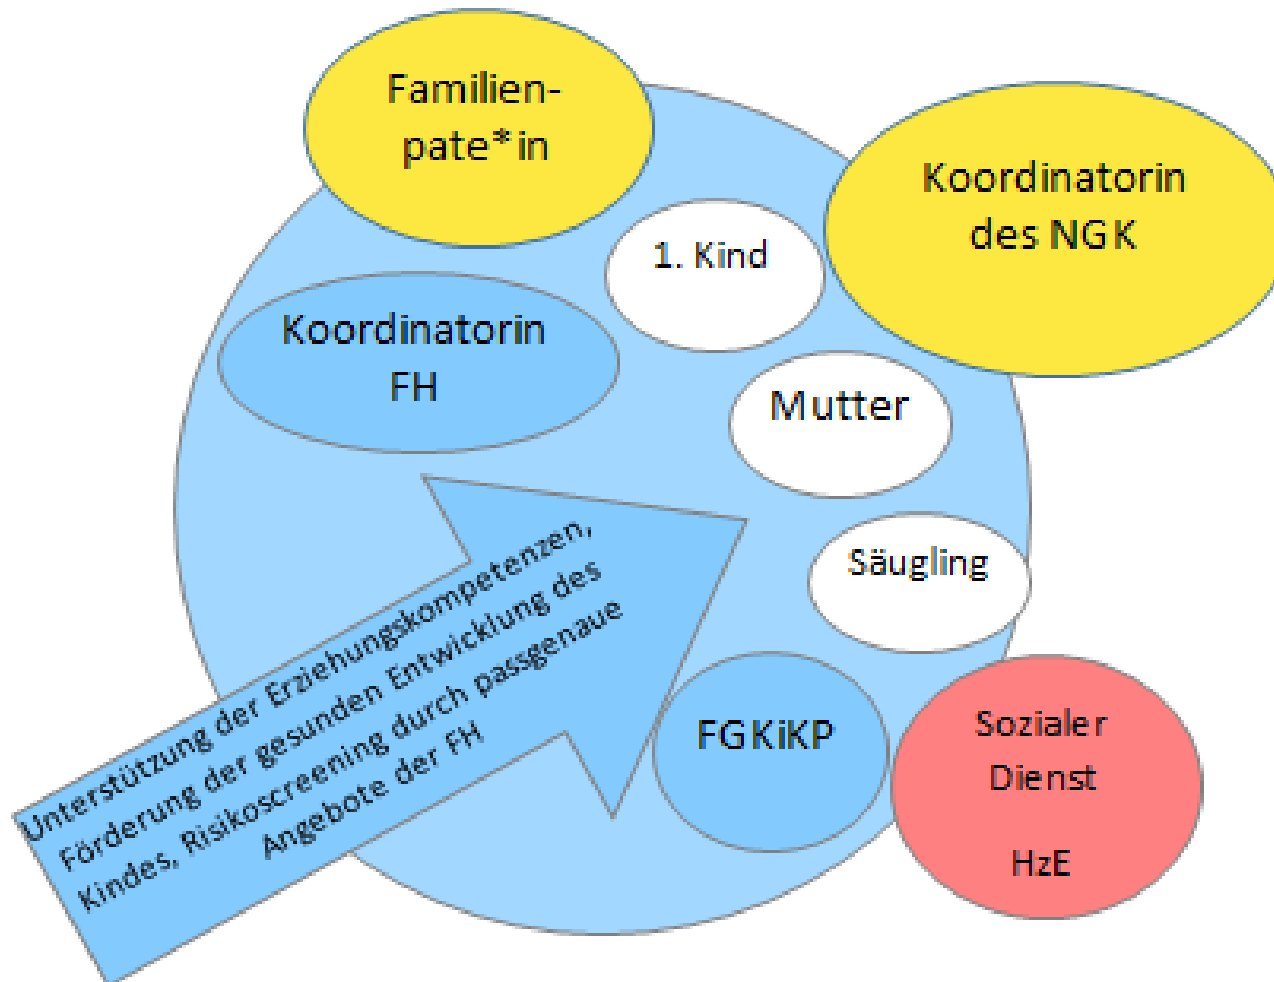 Familien-
pate*in
Koordinatorin
des NGK
1. Kind
Koordinatorin
FH
Mutter
Säugling
Unterstützung der Erziehungskompetenzen,
Förderung der gesunden Entwicklung des
Kindes, Risikoscreening durch passgenaue
Angebote der FH
FGKiKP
Sozialer
Dienst
HzE